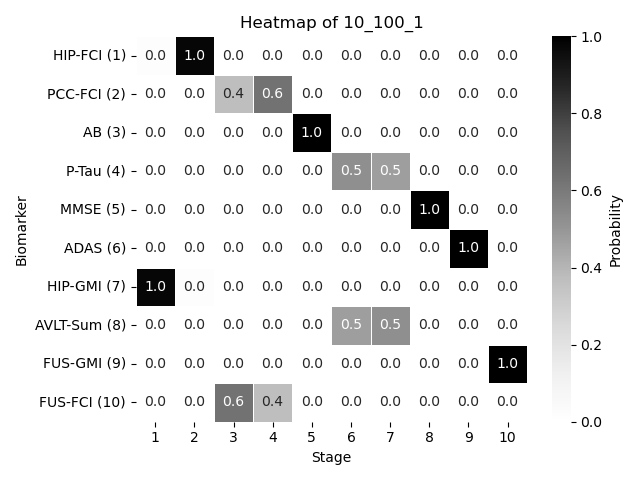 Heatmap of 10_100_1
HIP-FCI (1) 0.0 1.0 0.0 0.0 0.0 0.0 0.0 0.0 0.0 0.0
PCC-FCI (2) 0.0 0.0 0.4 0.6 0.0 0.0 0.0 0.0 0.0 0.0
AB (3) 0.0 0.0 0.0 0.0 1.0 0.0 0.0 0.0 0.0 0.0
P-Tau (4) 0.0 0.0 0.0 0.0 0.0 0.5 0.5 0.0 0.0 0.0
MMSE (5) 0.0 0.0 0.0 0.0 0.0 0.0 0.0 1.0 0.0 0.0
ADAS (6) 0.0 0.0 0.0 0.0 0.0 0.0 0.0 0.0 1.0 0.0
HIP-GMI (7) 1.0 0.0 0.0 0.0 0.0 0.0 0.0 0.0 0.0 0.0
AVLT-Sum (8) 0.0 0.0 0.0 0.0 0.0 0.5 0.5 0.0 0.0 0.0
FUS-GMI (9) 0.0 0.0 0.0 0.0 0.0 0.0 0.0 0.0 0.0 1.0
FUS-FCI (10) 0.0 0.0 0.6 0.4 0.0 0.0 0.0 0.0 0.0 0.0
1 2 3 4 5 6 7 8 9 10
Stage
Biomarker
1.0
0.8
0.6
0.4
0.2
0.0
Probability